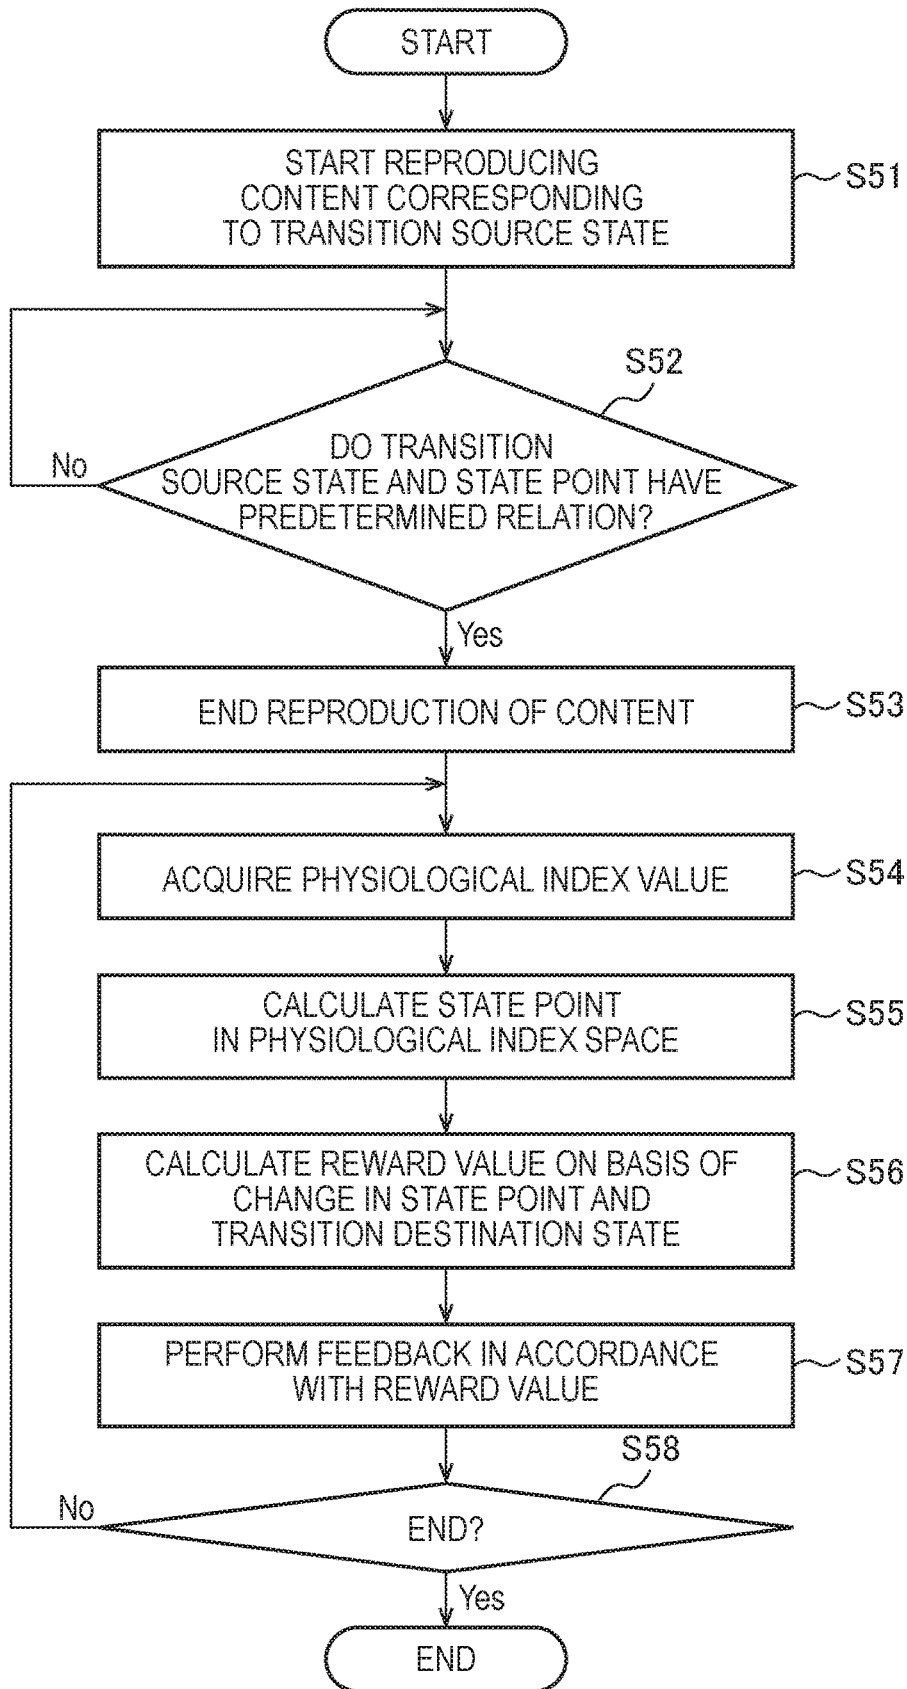 START
START REPRODUCING
CONTENT CORRESPONDING
TO TRANSITION SOURCE STATE
S51
S52
DO TRANSITION
SOURCE STATE AND STATE POINT HAVE
PREDETERMINED RELATION?
No
Yes
END REPRODUCTION OF CONTENT
S53
ACQUIRE PHYSIOLOGICAL INDEX VALUE
S54
CALCULATE STATE POINT
IN PHYSIOLOGICAL INDEX SPACE
S55
CALCULATE REWARD VALUE ON BASIS OF
CHANGE IN STATE POINT AND
TRANSITION DESTINATION STATE
S56
PERFORM FEEDBACK IN ACCORDANCE
WITH REWARD VALUE
S57
S58
No
END?
Yes
END